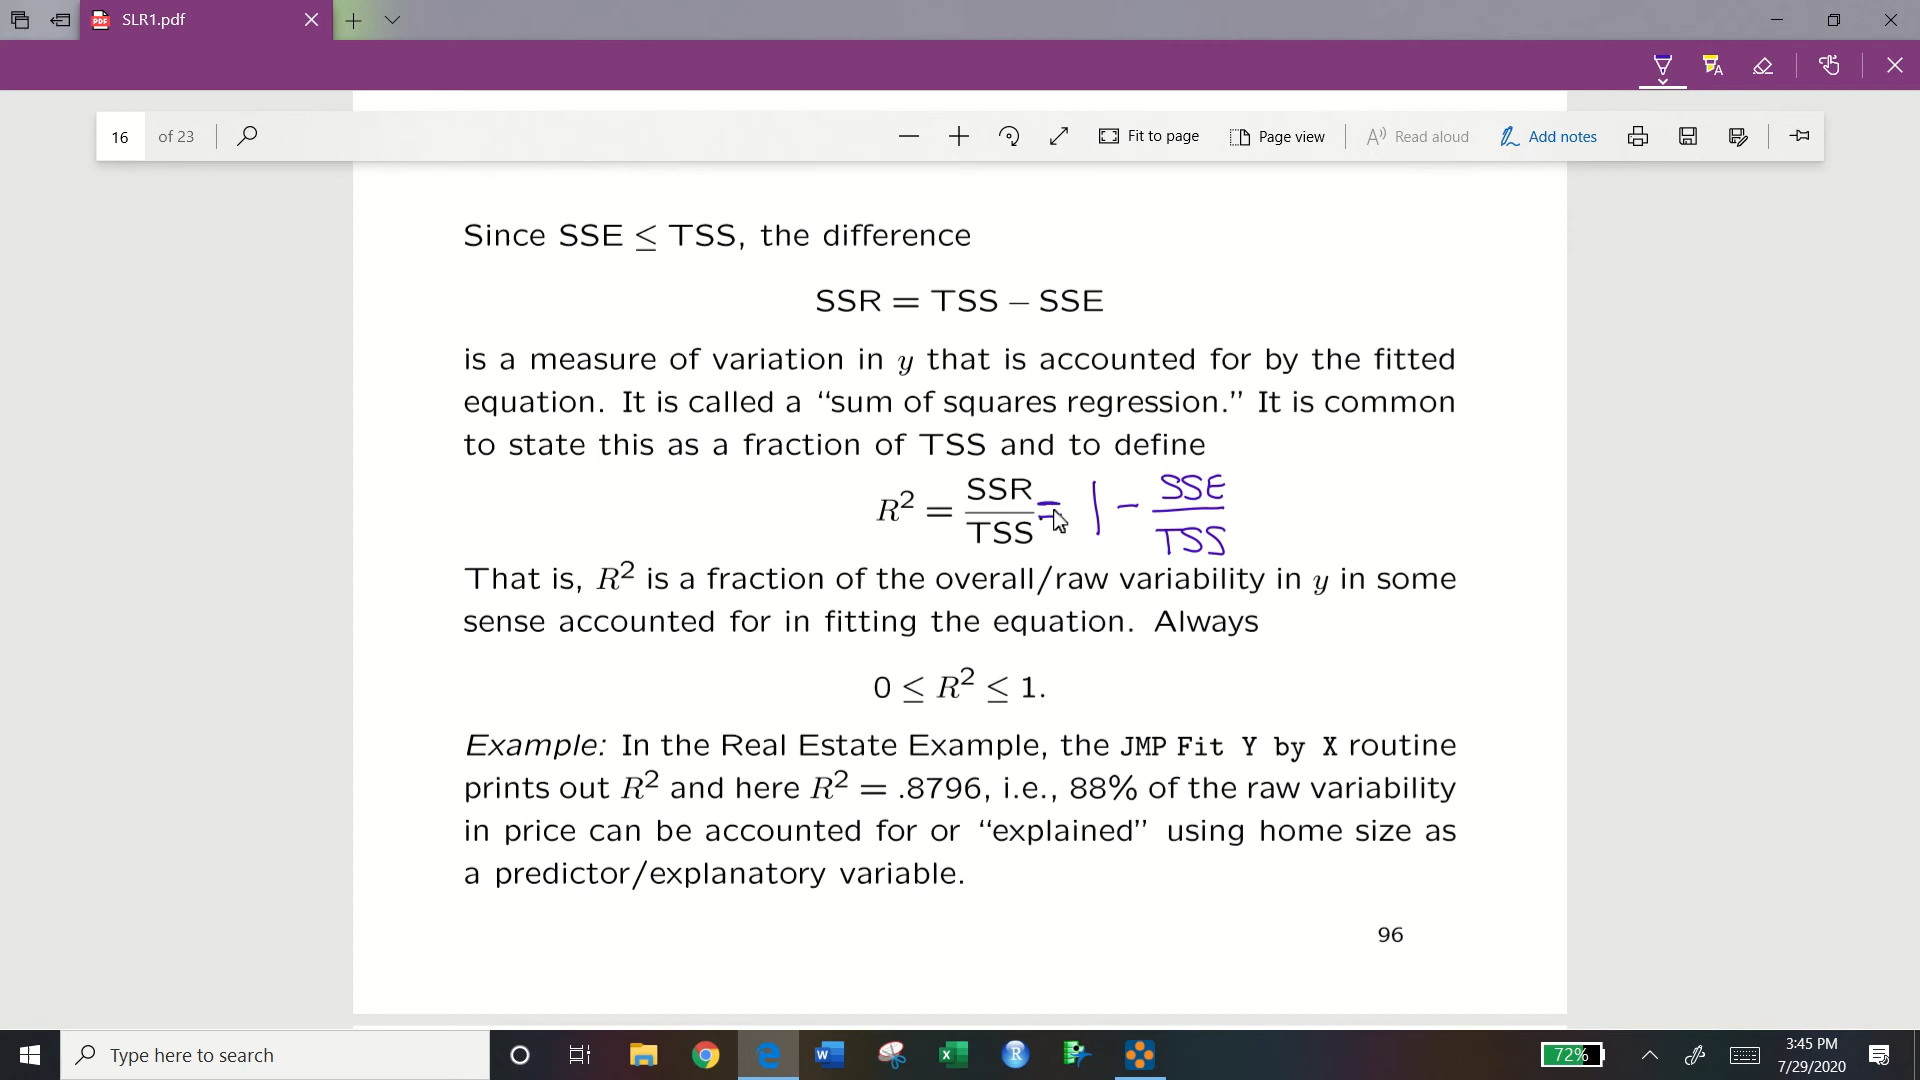 SLR1.pdf
16 of 23
Fit to page
Page view
Read aloud
Add notes
Since SSE ≤ TSS, the difference
SSR = TSS − SSE
is a measure of variation in y that is accounted for by the fitted
equation. It is called a “sum of squares regression.” It is common
to state this as a fraction of TSS and to define
R² = SSR/TSS = 1 − SSE/TSS
That is, R² is a fraction of the overall/raw variability in y in some
sense accounted for in fitting the equation. Always
0 ≤ R² ≤ 1.
Example: In the Real Estate Example, the JMP Fit Y by X routine
prints out R² and here R² = .8796, i.e., 88% of the raw variability
in price can be accounted for or “explained” using home size as
a predictor/explanatory variable.
96
Type here to search
72%
3:45 PM
7/29/2020